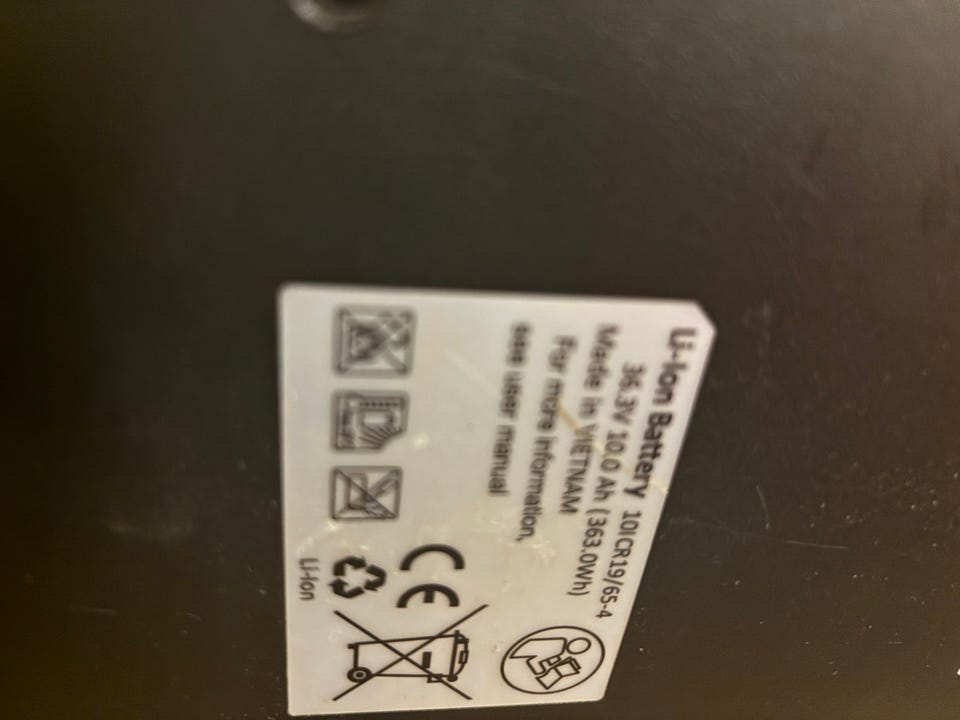 Li-Ion Battery 10ICR19/65-4
36.3V 10.0 Ah (363.0Wh)
Made in VIETNAM
For more information,
see user manual
CE
Li-Ion